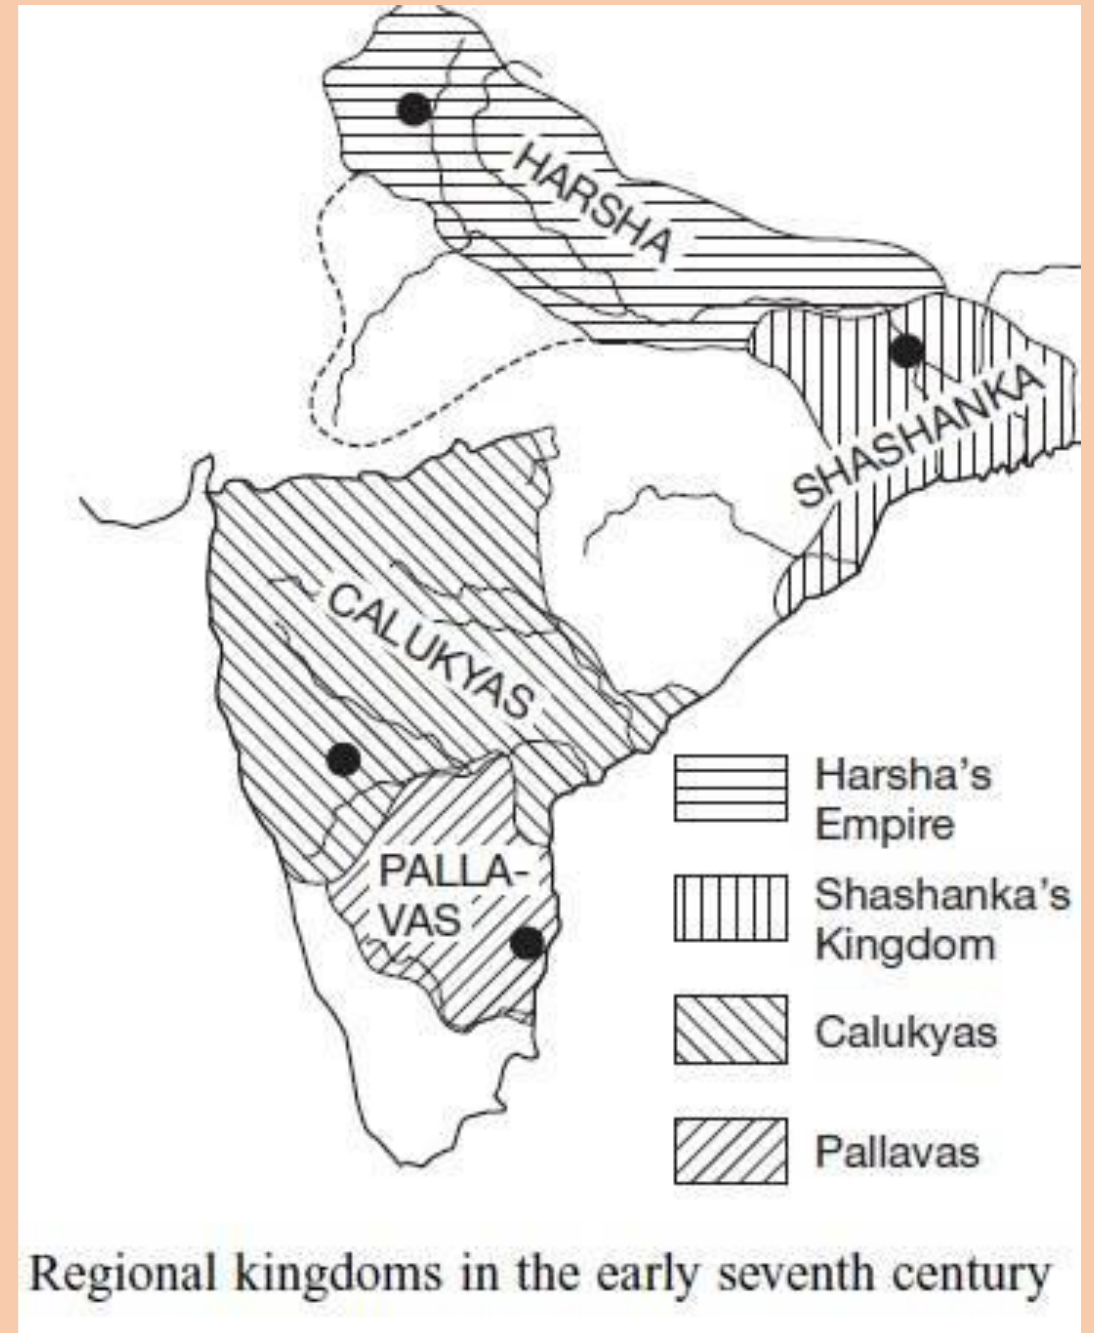 HARSHA
SHASHANKA
CALUKYAS
PALLA-
VAS
Harsha's
Empire
Shashanka's
Kingdom
Calukyas
Pallavas
Regional kingdoms in the early seventh century